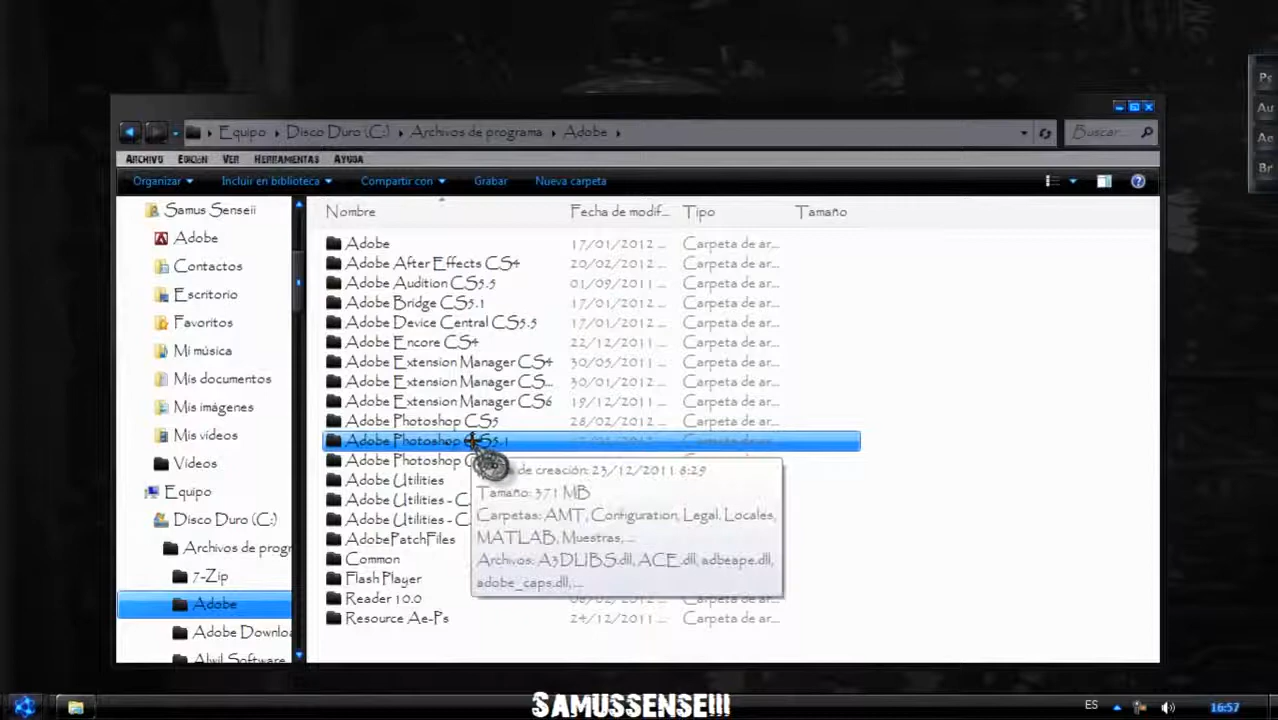 Ps
Au
Ae
Br
Equipo Disco Duro (C:) Archivos de programa Adobe
Buscar...
Archivo Edición Ver Herramientas Ayuda
Organizar Incluir en biblioteca Compartir con Grabar Nueva carpeta
Samus Senseii
Adobe
Contactos
Escritorio
Favoritos
Mi música
Mis documentos
Mis imágenes
Mis vídeos
Vídeos
Equipo
Disco Duro (C:)
Archivos de progr
7-Zip
Adobe
Adobe Downlo
Alwil Software
Nombre Fecha de modif... Tipo Tamaño
Adobe 17/01/2012 ... Carpeta de ar...
Adobe After Effects CS4 20/02/2012 ... Carpeta de ar...
Adobe Audition CS5.5 01/09/2011 ... Carpeta de ar...
Adobe Bridge CS5.1 17/01/2012 ... Carpeta de ar...
Adobe Device Central CS5.5 17/01/2012 ... Carpeta de ar...
Adobe Encore CS4 22/12/2011 ... Carpeta de ar...
Adobe Extension Manager CS4 30/05/2011 ... Carpeta de ar...
Adobe Extension Manager CS... 30/01/2012 ... Carpeta de ar...
Adobe Extension Manager CS6 19/12/2011 ... Carpeta de ar...
Adobe Photoshop CS5 28/02/2012 ... Carpeta de ar...
Adobe Photoshop CS5.1 Carpeta de ar...
Adobe Photoshop
Adobe Utilities
Adobe Utilities - C
Adobe Utilities - C
AdobePatchFiles
Common
Flash Player
Reader 10.0 Carpeta de ar...
Resource Ae-Ps 24/12/2011 ... Carpeta de ar...
de creación: 23/12/2011 6:29
Tamaño: 371 MB
Carpetas: AMT, Configuration, Legal, Locales,
MATLAB, Muestras, ...
Archivos: A3DLIBS.dll, ACE.dll, adbeape.dll,
adobe_caps.dll, ...
SAMUSSENSEIII
ES
16:57